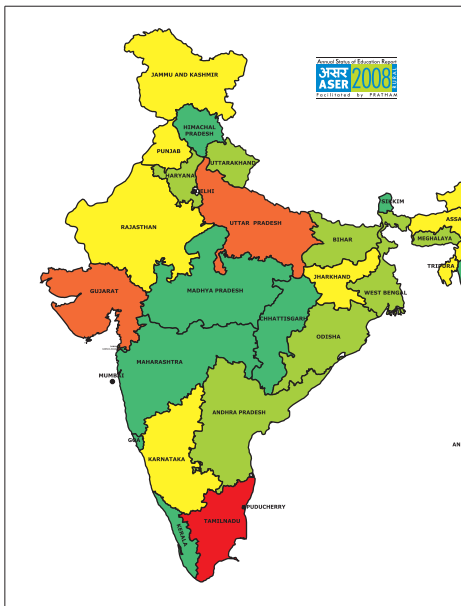 Annual Status of Education Report
असर
ASER
2008
RURAL
Facilitated by PRATHAM
JAMMU AND KASHMIR
HIMACHAL
PRADESH
PUNJAB
UTTARAKHAND
HARYANA
DELHI
SIKKIM
RAJASTHAN
UTTAR PRADESH
ASSA
BIHAR
MEGHALAYA
TRIPURA
JHARKHAND
GUJARAT
MADHYA PRADESH
WEST BENGAL
CHHATTISGARH
ODISHA
MAHARASHTRA
MUMBAI
ANDHRA PRADESH
GOA
AN
KARNATAKA
PUDUCHERRY
TAMILNADU
KERALA